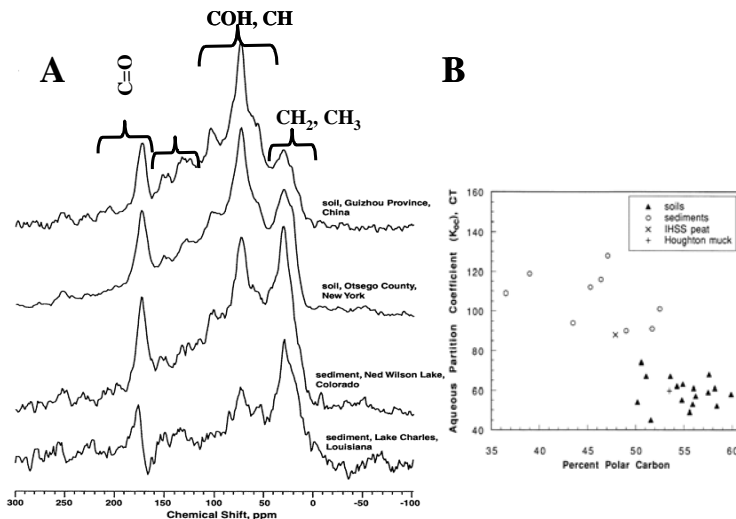 A
C=O
COH, CH
CH2, CH3
soil, Guizhou Province,
China
soil, Otsego County,
New York
sediment, Ned Wilson Lake,
Colorado
sediment, Lake Charles,
Louisiana
300 200 150 100 50 0 -50 -100
Chemical Shift, ppm
B
Aqueous Partition Coefficient (KOC), CT
160
140
120
100
80
60
40
soils
sediments
IHSS peat
Houghton muck
35 40 45 50 55 60
Percent Polar Carbon